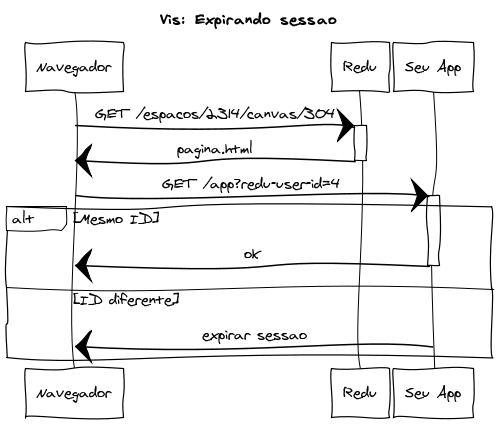 Vis: Expirando sessao
Navegador
Redu
Seu App
GET /espacos/2314/canvas/304
pagina.html
GET /app?redu-user-id=4
alt
[Mesmo ID]
ok
[ID diferente]
expirar sessao
Navegador
Redu
Seu App